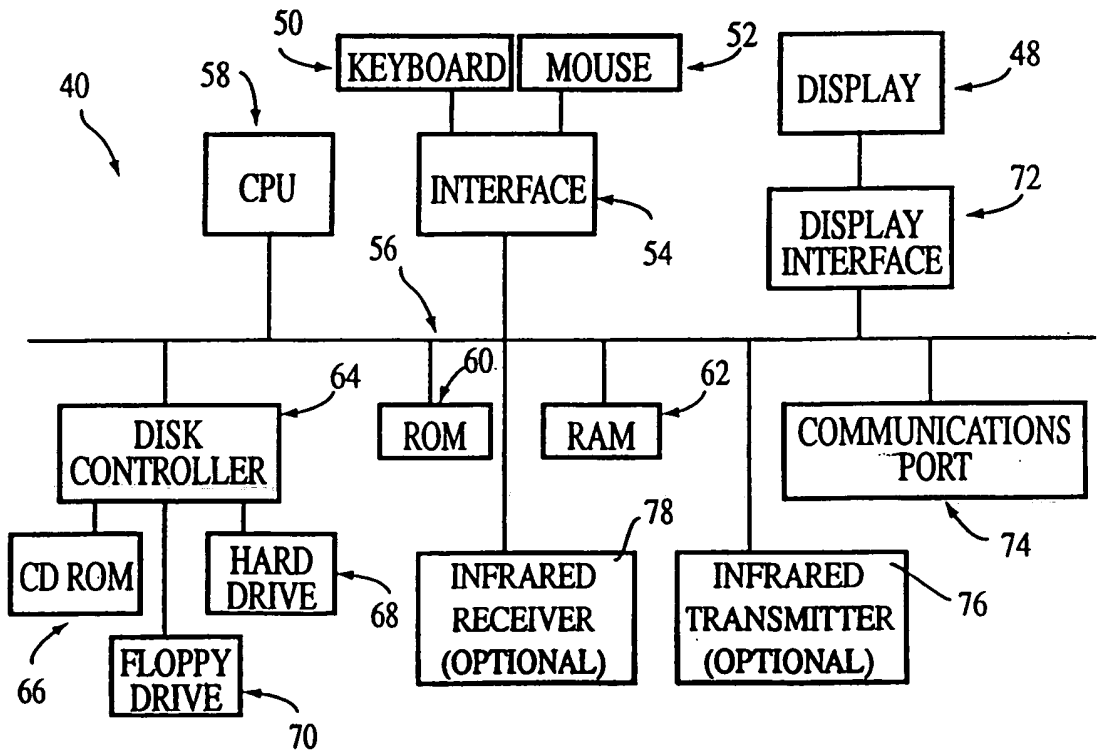 50
KEYBOARD
MOUSE
52
40
58
CPU
INTERFACE
54
DISPLAY
48
DISPLAY
INTERFACE
72
56
64
DISK
CONTROLLER
60
ROM
62
RAM
COMMUNICATIONS
PORT
74
CD ROM
66
HARD
DRIVE
68
FLOPPY
DRIVE
70
78
INFRARED
RECEIVER
(OPTIONAL)
INFRARED
TRANSMITTER
(OPTIONAL)
76